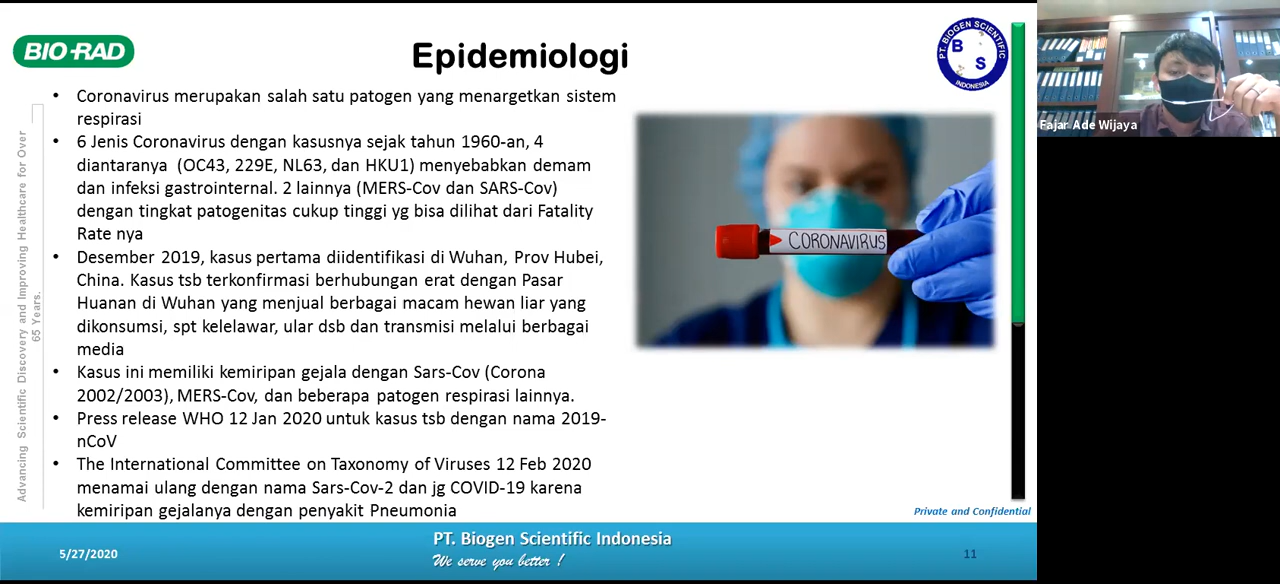 BIO-RAD
Epidemiologi
PT. BIOGEN SCIENTIFIC
B
S
INDONESIA
Fajar Ade Wijaya
Advancing Scientific Discovery and Improving Healthcare for Over
65 Years.
• Coronavirus merupakan salah satu patogen yang menargetkan sistem
respirasi
• 6 Jenis Coronavirus dengan kasusnya sejak tahun 1960-an, 4
diantaranya (OC43, 229E, NL63, dan HKU1) menyebabkan demam
dan infeksi gastrointernal. 2 lainnya (MERS-Cov dan SARS-Cov)
dengan tingkat patogenitas cukup tinggi yg bisa dilihat dari Fatality
Rate nya
• Desember 2019, kasus pertama diidentifikasi di Wuhan, Prov Hubei,
China. Kasus tsb terkonfirmasi berhubungan erat dengan Pasar
Huanan di Wuhan yang menjual berbagai macam hewan liar yang
dikonsumsi, spt kelelawar, ular dsb dan transmisi melalui berbagai
media
• Kasus ini memiliki kemiripan gejala dengan Sars-Cov (Corona
2002/2003), MERS-Cov, dan beberapa patogen respirasi lainnya.
• Press release WHO 12 Jan 2020 untuk kasus tsb dengan nama 2019-
nCoV
• The International Committee on Taxonomy of Viruses 12 Feb 2020
menamai ulang dengan nama Sars-Cov-2 dan jg COVID-19 karena
kemiripan gejalanya dengan penyakit Pneumonia
CORONAVIRUS
Private and Confidential
5/27/2020
PT. Biogen Scientific Indonesia
We serve you better !
11